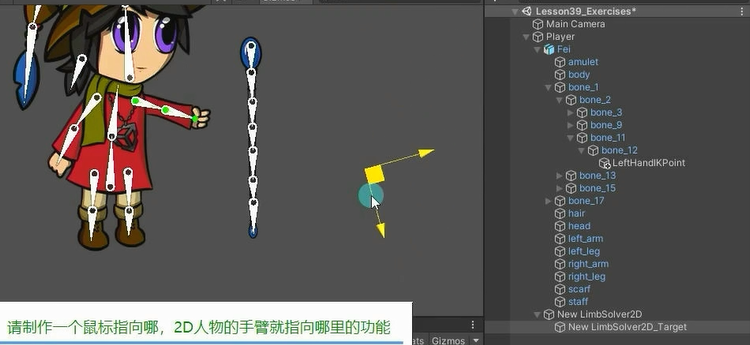 Lesson39_Exercises*
Main Camera
Player
Fei
amulet
body
bone_1
bone_2
bone_3
bone_9
bone_11
bone_12
LeftHandIKPoint
bone_13
bone_15
bone_17
hair
head
left_arm
left_leg
right_arm
right_leg
scarf
staff
New LimbSolver2D
New LimbSolver2D_Target
请制作一个鼠标指向哪，2D人物的手臂就指向哪里的功能
Gizmos